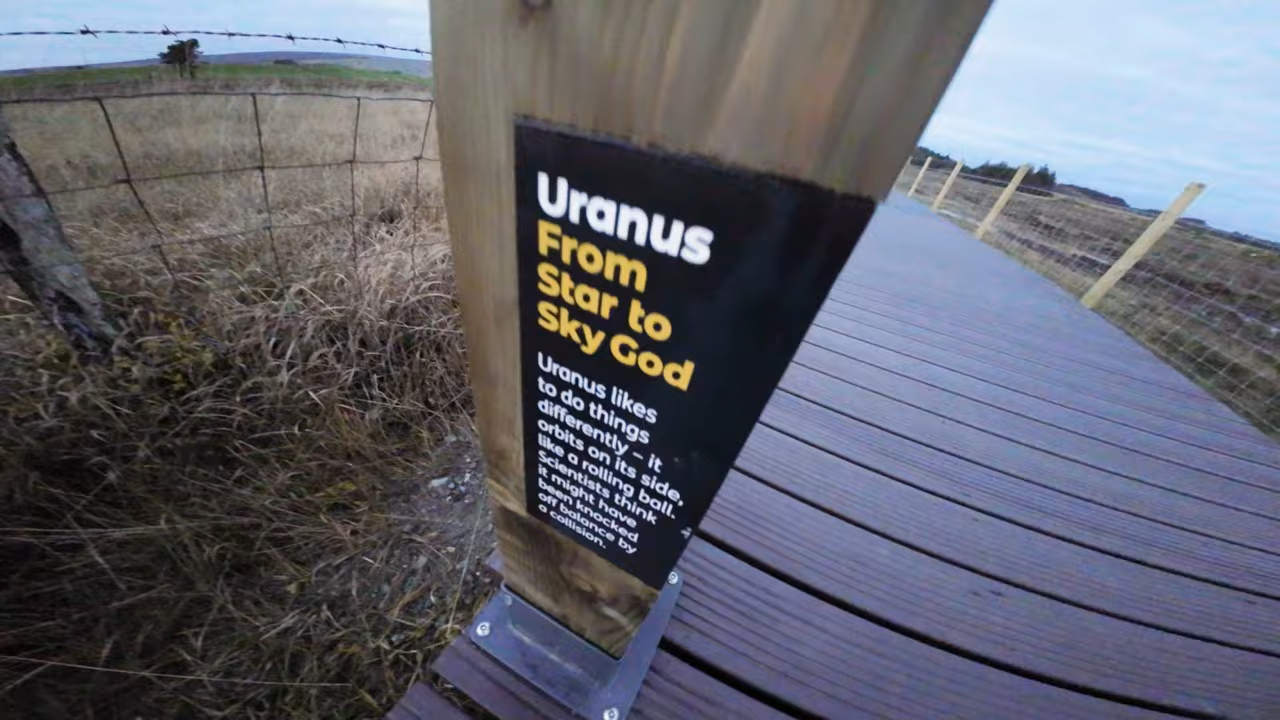 Uranus
From
Star to
Sky God
Uranus likes
to do things
differently – it
orbits on its side,
like a rolling ball.
Scientists think
it might have
been knocked
off balance by
a collision.